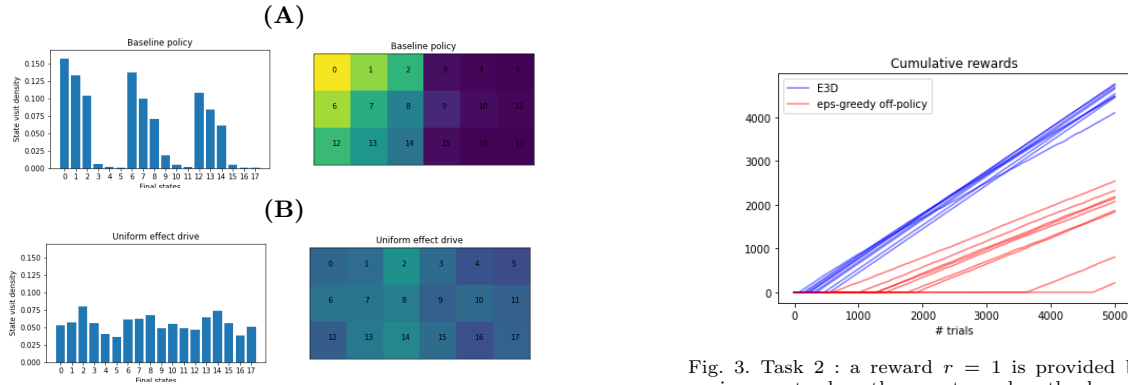 (A)
Baseline policy
0.150
0.125
0.100
0.075
0.050
0.025
0.000
State visit density
0 1 2 3 4 5 6 7 8 9 10 11 12 13 14 15 16 17
Final states
Baseline policy
0 1 2 3 4 5
6 7 8 9 10 11
12 13 14 15 16 17
(B)
Uniform effect drive
0.150
0.125
0.100
0.075
0.050
0.025
0.000
State visit density
0 1 2 3 4 5 6 7 8 9 10 11 12 13 14 15 16 17
Final states
Uniform effect drive
0 1 2 3 4 5
6 7 8 9 10 11
12 13 14 15 16 17
Cumulative rewards
E3D
eps-greedy off-policy
4000
3000
2000
1000
0
0 1000 2000 3000 4000 5000
# trials
Fig. 3. Task 2 : a reward r = 1 is provided